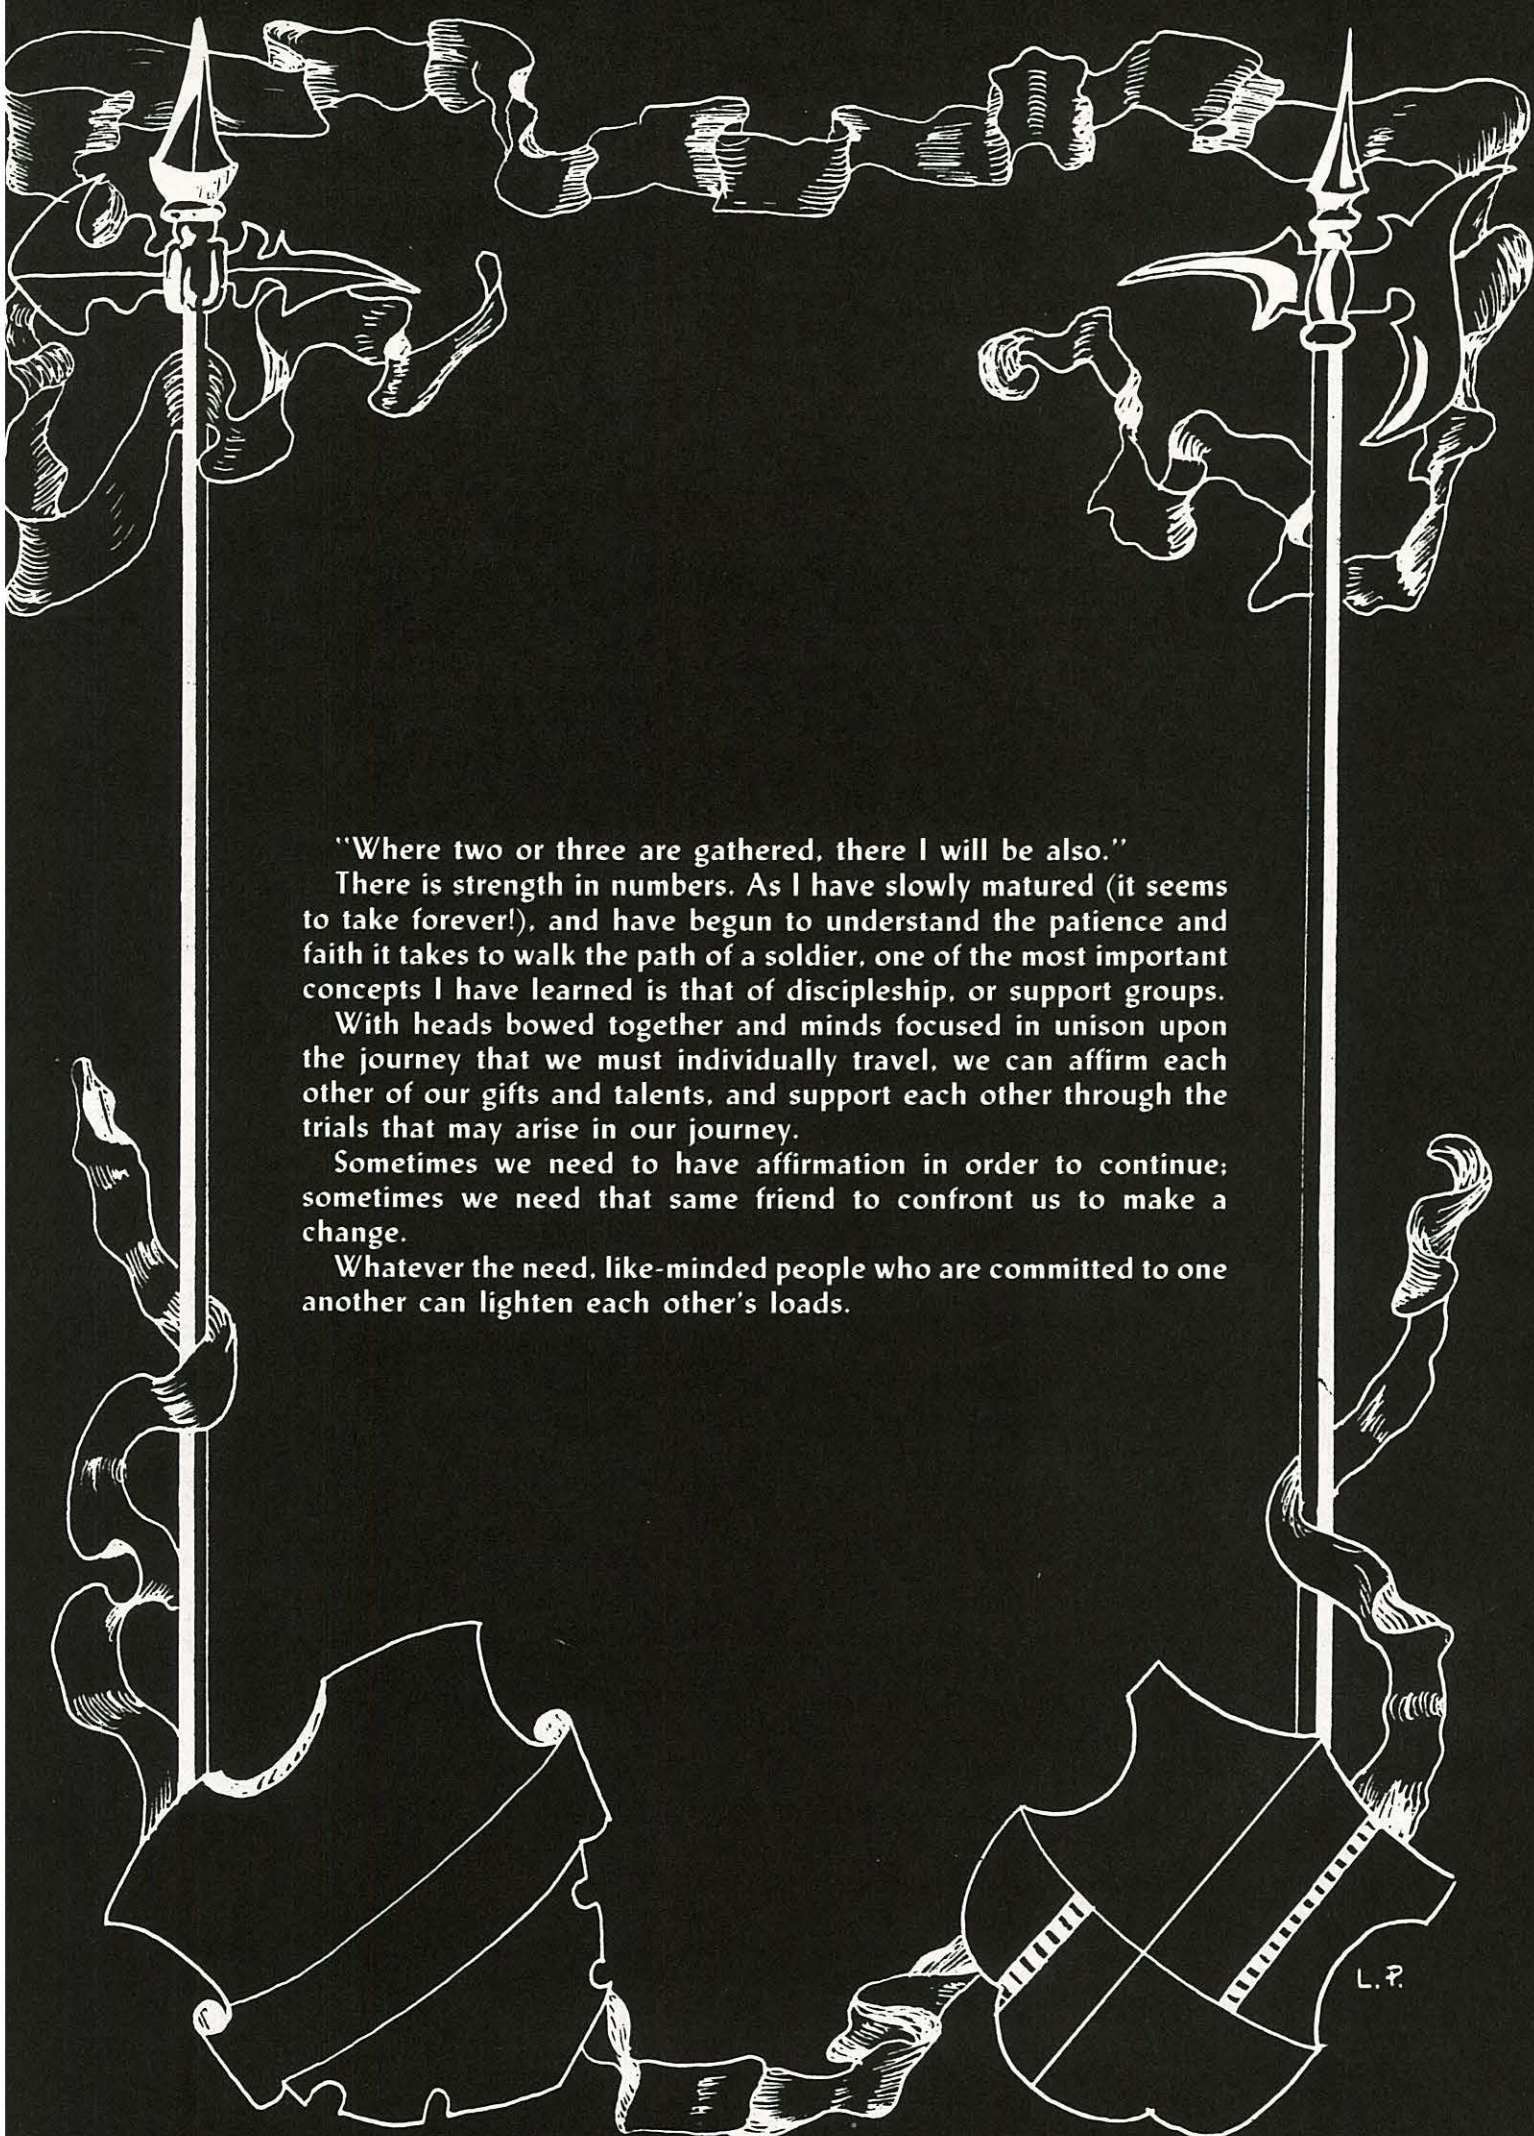 "Where two or three are gathered, there I will be also."
There is strength in numbers. As I have slowly matured (it seems
to take forever!), and have begun to understand the patience and
faith it takes to walk the path of a soldier, one of the most important
concepts I have learned is that of discipleship, or support groups.
With heads bowed together and minds focused in unison upon
the journey that we must individually travel, we can affirm each
other of our gifts and talents, and support each other through the
trials that may arise in our journey.
Sometimes we need to have affirmation in order to continue;
sometimes we need that same friend to confront us to make a
change.
Whatever the need, like-minded people who are committed to one
another can lighten each other's loads.
L.P.